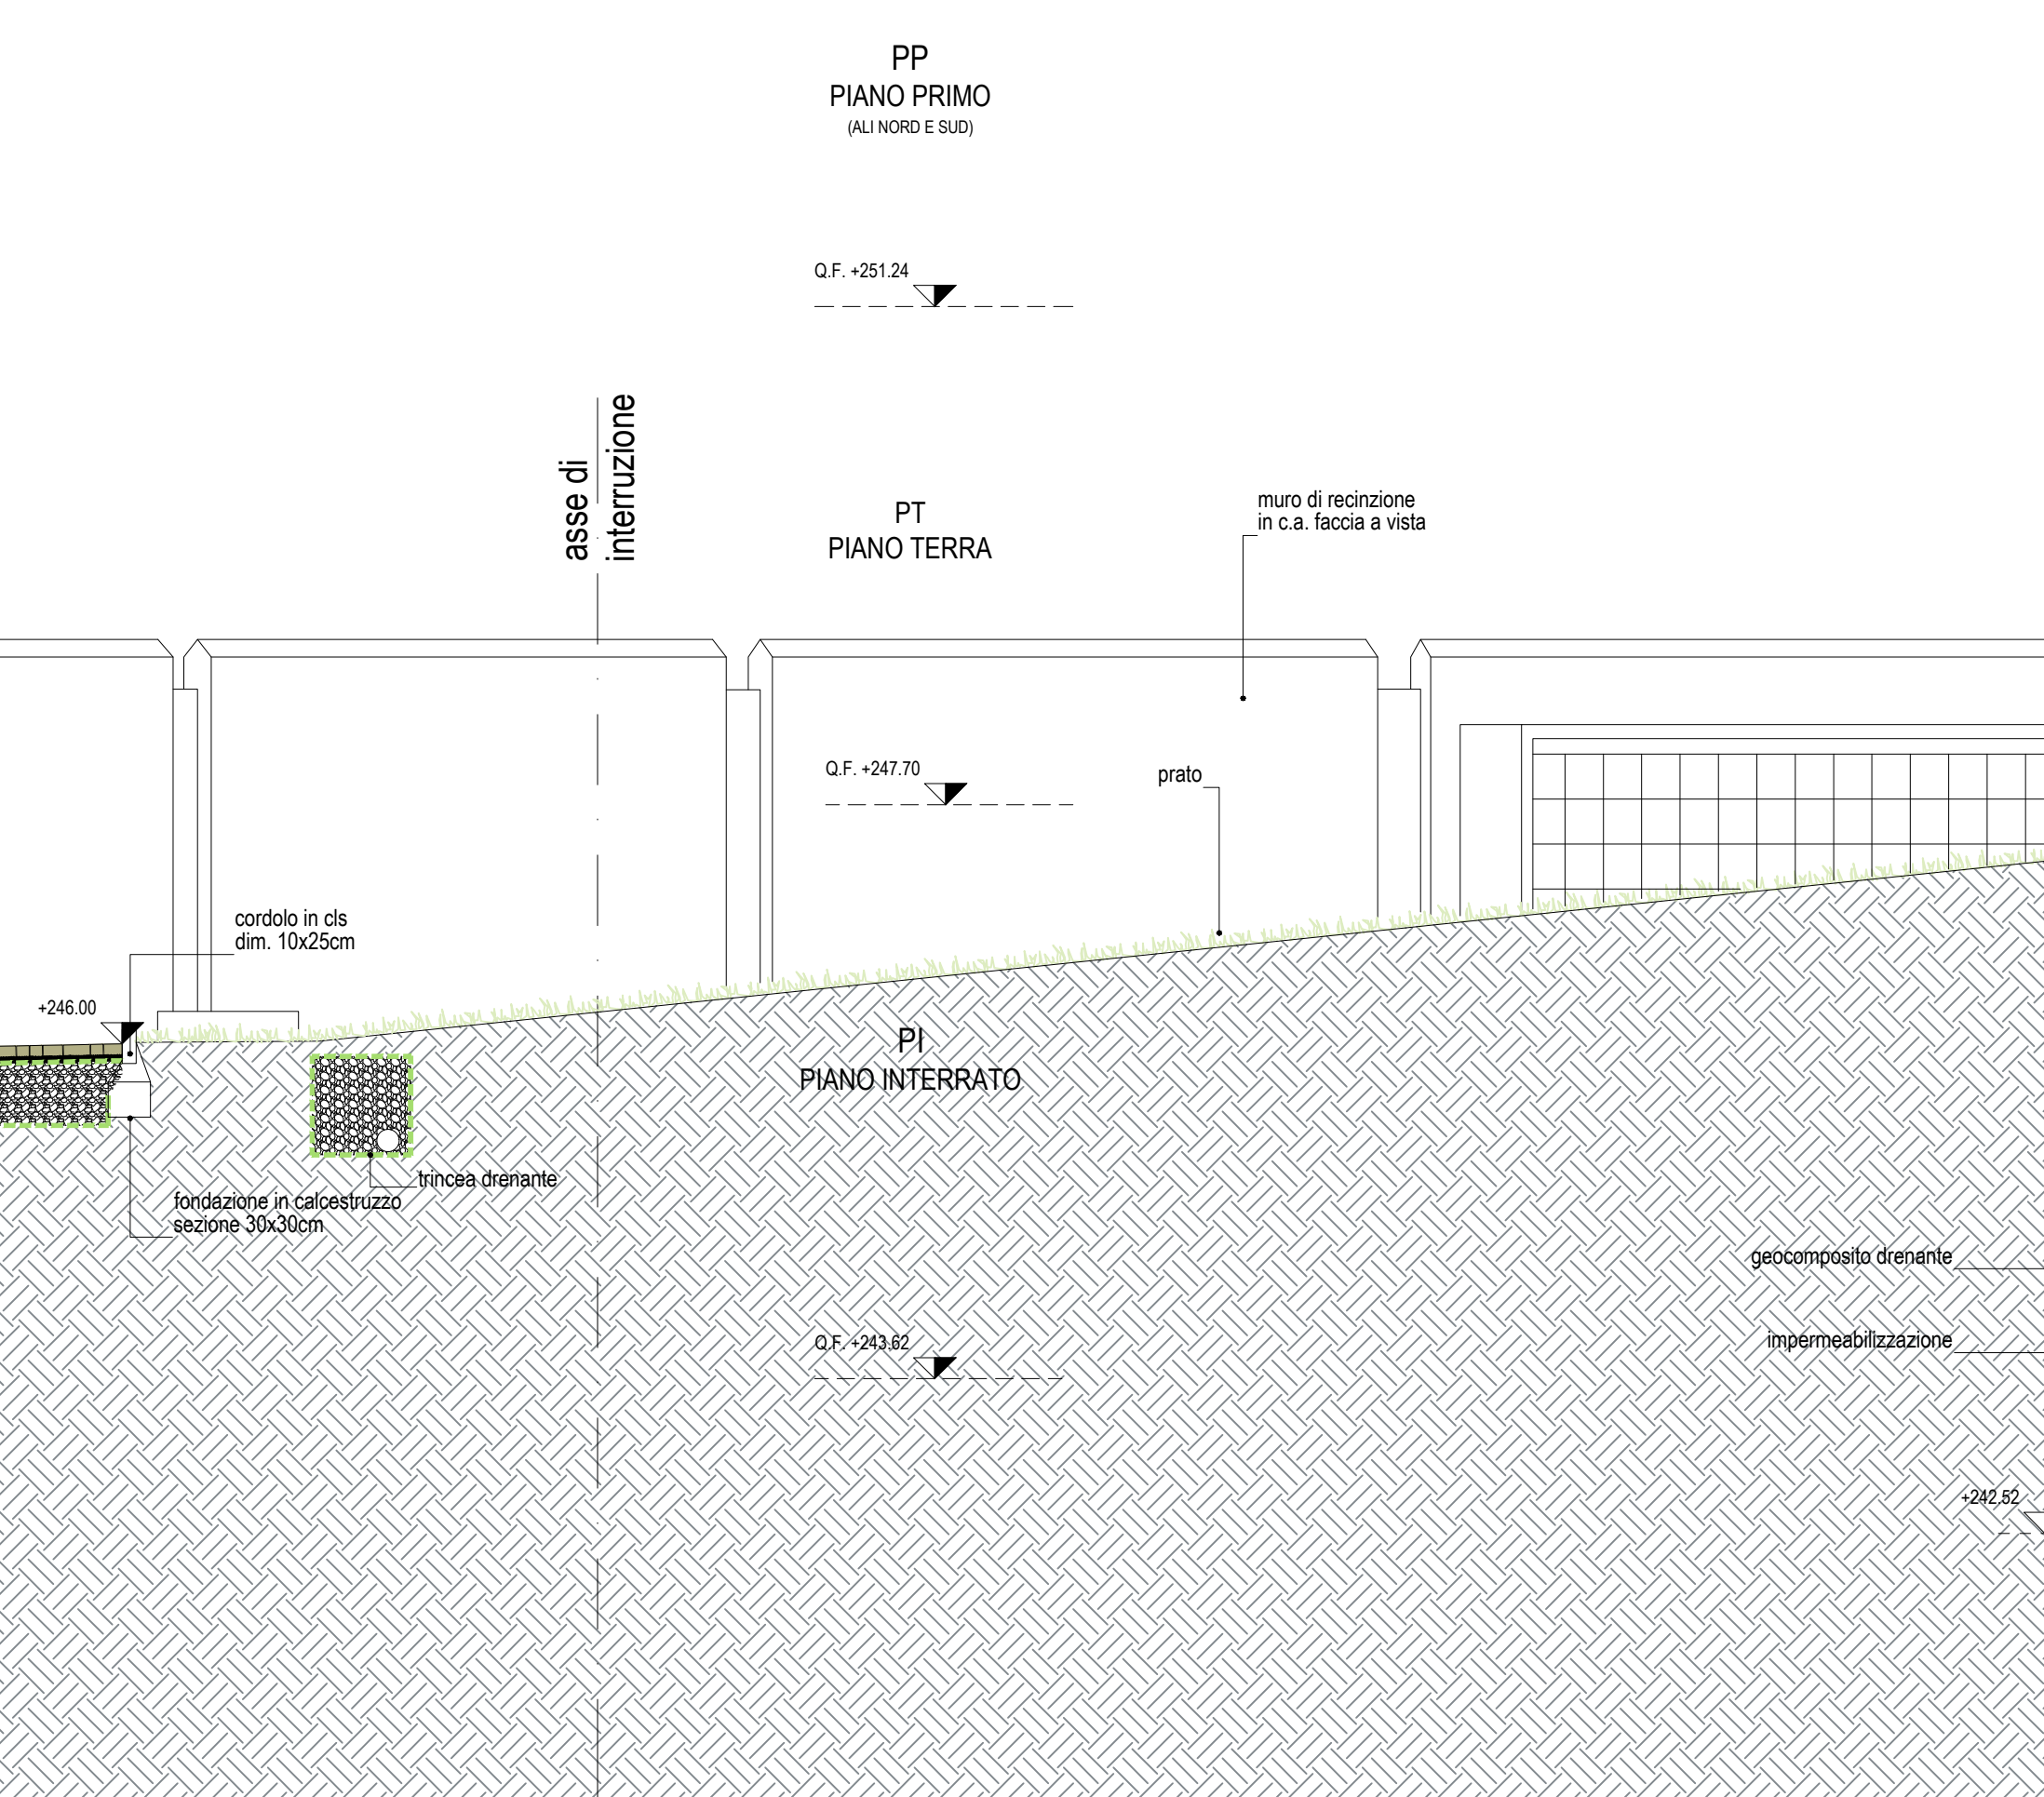 PP
PIANO PRIMO
(ALI NORD E SUD)
Q.F. +251.24
asse di
interruzione
PT
PIANO TERRA
muro di recinzione
in c.a. faccia a vista
Q.F. +247.70
prato
cordolo in cls
dim. 10x25cm
+246.00
PI
PIANO INTERRATO
trincea drenante
fondazione in calcestruzzo
sezione 30x30cm
geocomposito drenante
impermeabilizzazione
Q.F. +243.62
+242.52